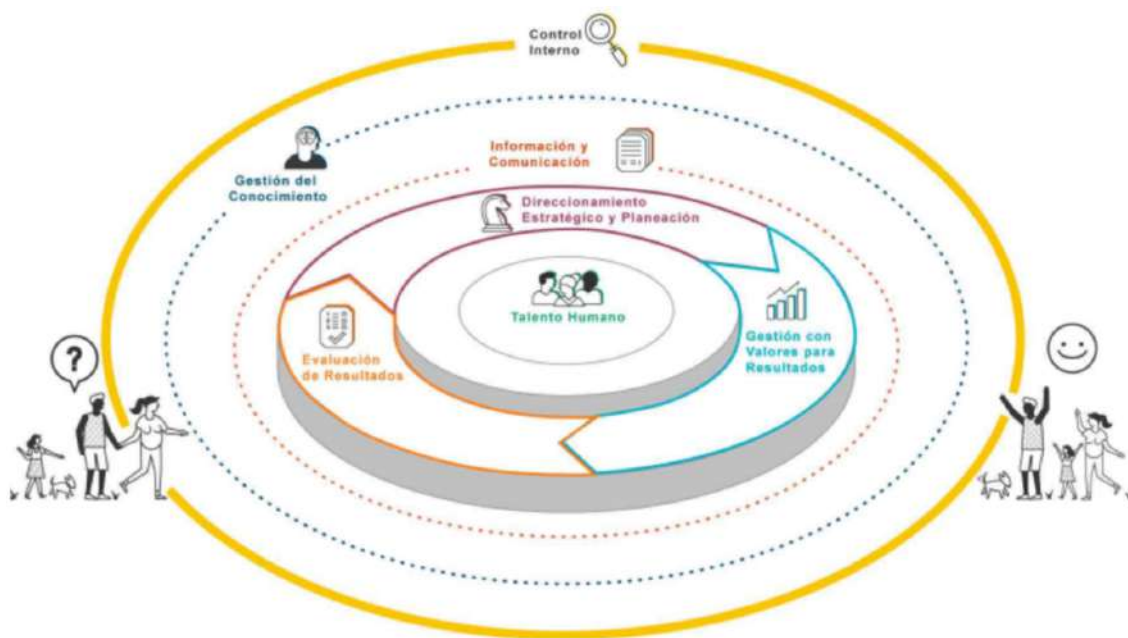 Control
Interno
Información y
Comunicación
Gestión del
Conocimiento
Direccionamiento
Estratégico y Planeación
Talento Humano
Gestión con
Valores para
Resultados
Evaluación
de Resultados
?